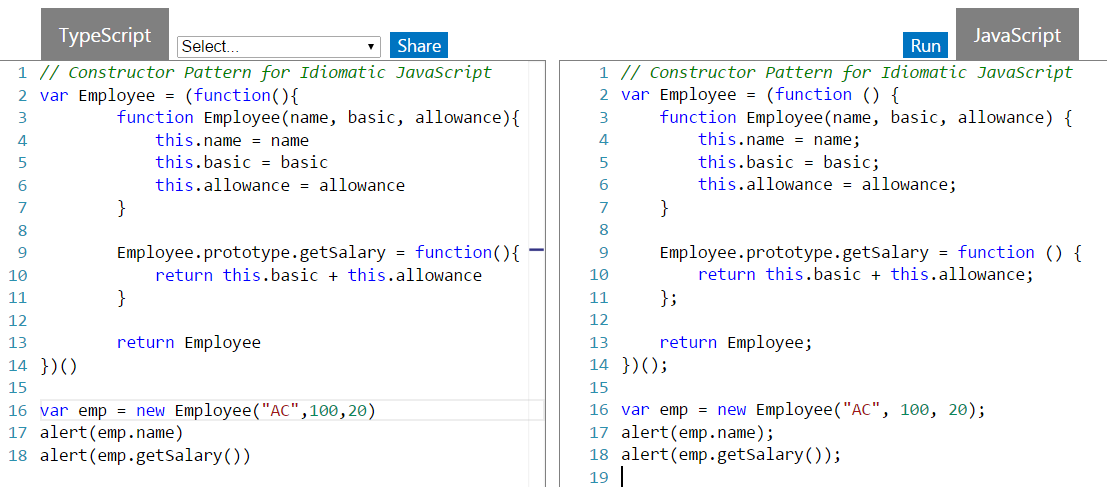 TypeScript
Select...
Share
Run
JavaScript
1 // Constructor Pattern for Idiomatic JavaScript
2 var Employee = (function(){
3         function Employee(name, basic, allowance){
4             this.name = name
5             this.basic = basic
6             this.allowance = allowance
7         }
8
9         Employee.prototype.getSalary = function(){
10             return this.basic + this.allowance
11         }
12
13         return Employee
14 })()
15
16 var emp = new Employee("AC",100,20)
17 alert(emp.name)
18 alert(emp.getSalary())
1 // Constructor Pattern for Idiomatic JavaScript
2 var Employee = (function () {
3     function Employee(name, basic, allowance) {
4         this.name = name;
5         this.basic = basic;
6         this.allowance = allowance;
7     }
8
9     Employee.prototype.getSalary = function () {
10         return this.basic + this.allowance;
11     };
12
13     return Employee;
14 })();
15
16 var emp = new Employee("AC", 100, 20);
17 alert(emp.name);
18 alert(emp.getSalary());
19